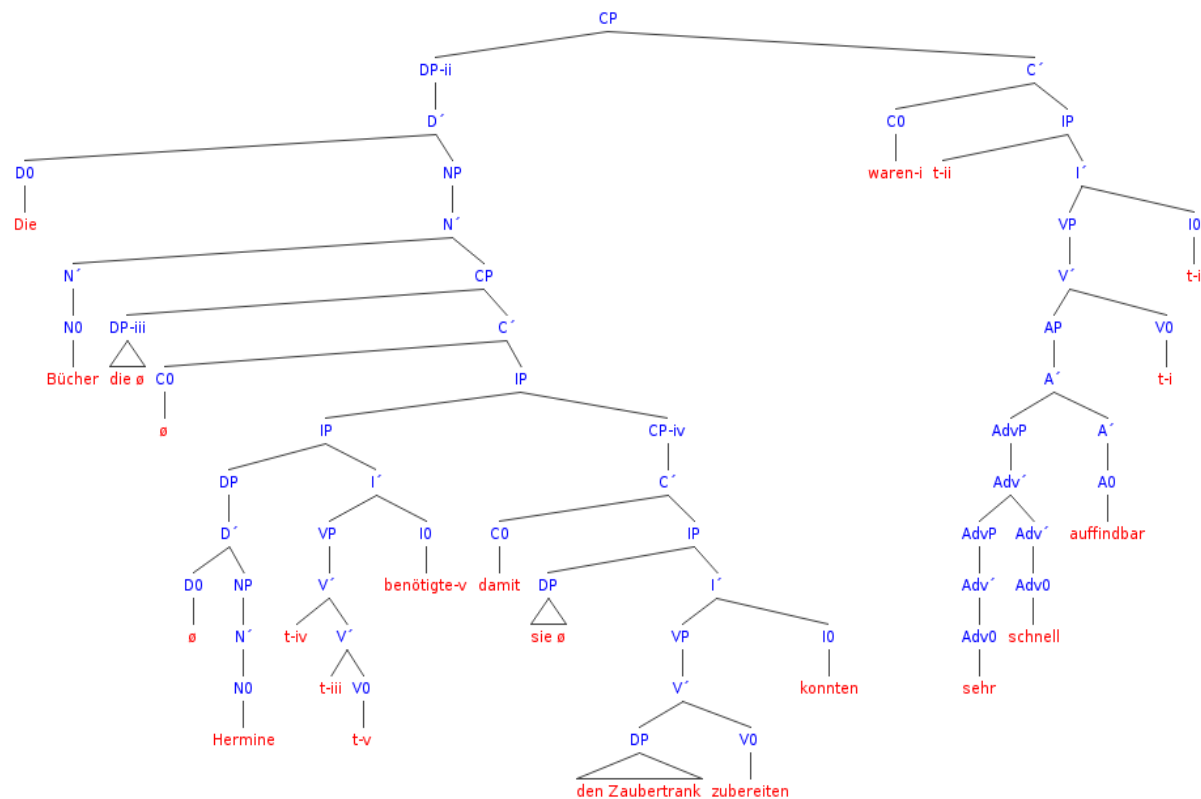 CP
DP-ii C´
D´ C0 IP
D0 NP waren-i t-ii I´
Die N´ VP I0
N´ CP V´ t-i
N0 DP-iii C´ AP V0
Bücher die ø C0 IP A´ t-i
ø IP CP-iv AdvP A´
DP I´ C´ Adv´ A0
D´ VP I0 C0 IP AdvP Adv´ auffindbar
D0 NP V´ benötigte-v damit DP I´ Adv´ Adv0
ø N´ t-iv V´ sie ø VP I0 Adv0 schnell
N0 t-iii V0 V´ konnten sehr
Hermine t-v DP V0
den Zaubertrank zubereiten